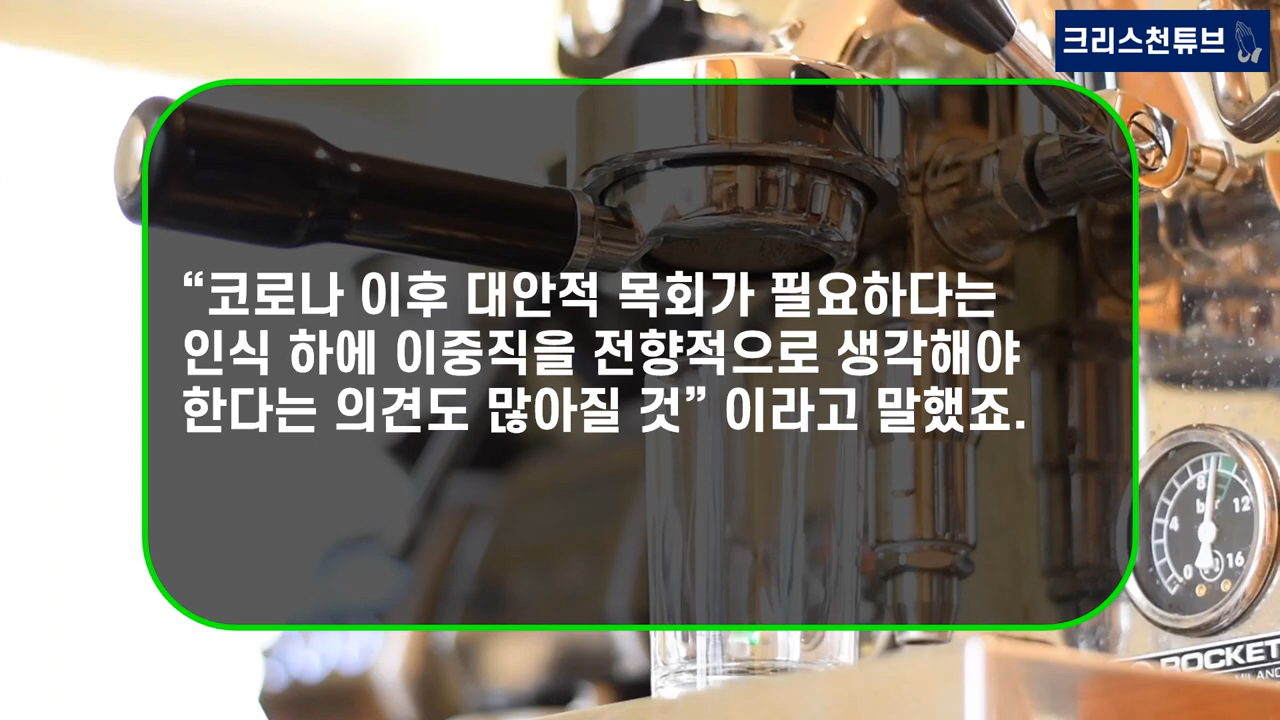 크리스천튜브
“코로나 이후 대안적 목회가 필요하다는
인식 하에 이중직을 전향적으로 생각해야
한다는 의견도 많아질 것” 이라고 말했죠.
8
bar
12
4
0
16
ROCKET
MILANO